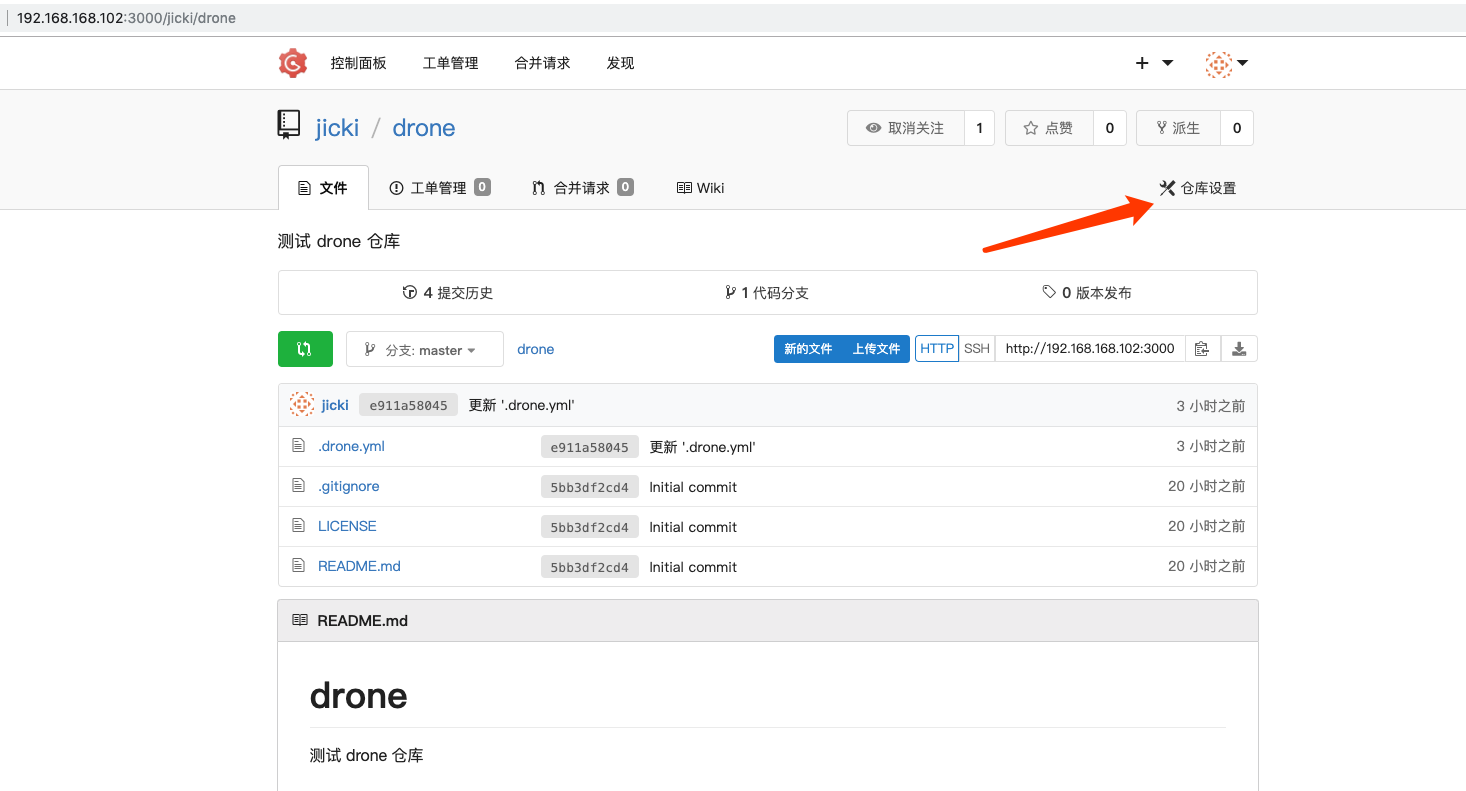 192.168.168.102:3000/jicki/drone
控制面板 工单管理 合并请求 发现
jicki / drone 取消关注 1 点赞 0 派生 0
文件 工单管理 0 合并请求 0 Wiki 仓库设置
测试 drone 仓库
4 提交历史 1 代码分支 0 版本发布
分支: master drone 新的文件 上传文件 HTTP SSH http://192.168.168.102:3000
jicki e911a58045 更新 '.drone.yml' 3 小时之前
.drone.yml e911a58045 更新 '.drone.yml' 3 小时之前
.gitignore 5bb3df2cd4 Initial commit 20 小时之前
LICENSE 5bb3df2cd4 Initial commit 20 小时之前
README.md 5bb3df2cd4 Initial commit 20 小时之前
README.md
drone
测试 drone 仓库